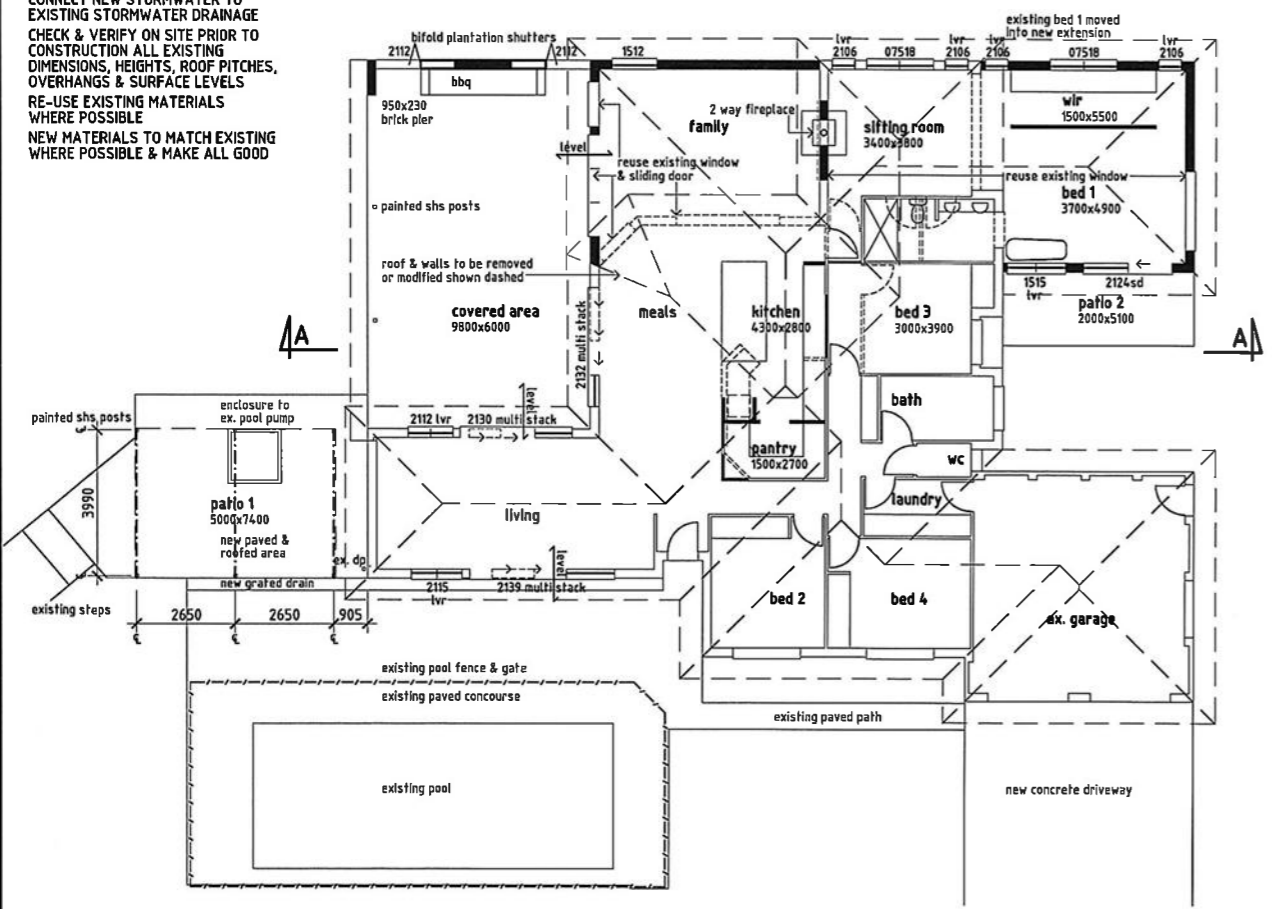 CONNECT NEW STORMWATER TO
EXISTING STORMWATER DRAINAGE
CHECK & VERIFY ON SITE PRIOR TO
CONSTRUCTION ALL EXISTING
DIMENSIONS, HEIGHTS, ROOF PITCHES,
OVERHANGS & SURFACE LEVELS
RE-USE EXISTING MATERIALS
WHERE POSSIBLE
NEW MATERIALS TO MATCH EXISTING
WHERE POSSIBLE & MAKE ALL GOOD
existing bed 1 moved
into new extension
bifold plantation shutters
2112
2112
1512
lvr
2106
07518
lvr
2106
lvr
2106
07518
lvr
2106
bbq
950x230
brick pier
2 way fireplace
family
sitting room
3400x3800
wir
1500x5500
level
reuse existing window
& sliding door
reuse existing window
bed 1
3700x4900
painted shs posts
roof & walls to be removed
or modified shown dashed
1515
lvr
2124sd
covered area
9800x6000
meals
kitchen
4300x2800
bed 3
3000x3900
patio 2
2000x5100
2132 multi stack
A
A
bath
level
painted shs posts
enclosure to
ex. pool pump
2112 lvr
2130 multi stack
pantry
1500x2700
wc
laundry
3990
patio 1
5000x7400
new paved &
roofed area
living
ex. dp
level
new grated drain
2115
lvr
2139 multi stack
existing steps
2650
2650
905
bed 2
bed 4
ex. garage
existing pool fence & gate
existing paved concourse
existing paved path
existing pool
new concrete driveway